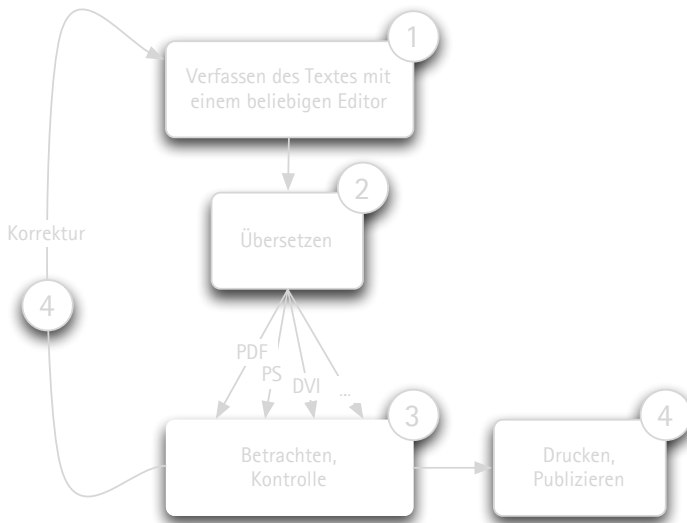 1
Verfassen des Textes mit
einem beliebigen Editor
2
Übersetzen
Korrektur
4
PDF
PS
DVI
...
3
Betrachten,
Kontrolle
4
Drucken,
Publizieren